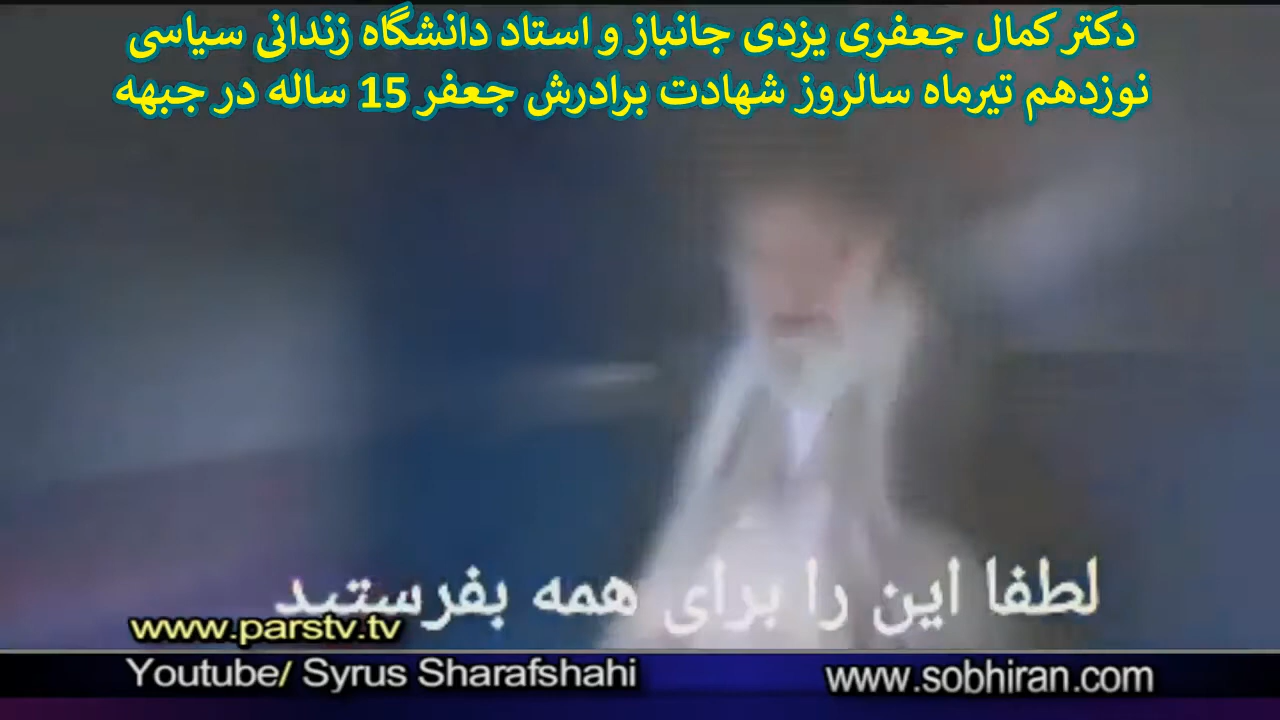 دکتر کمال جعفری یزدی جانباز و استاد دانشگاه زندانی سیاسی
نوزدهم تیرماه سالروز شهادت برادرش جعفر 15 ساله در جبهه
لطفا این را برای همه بفرستید
www.parstv.tv
Youtube/ Syrus Sharafshahi
www.sobhiran.com